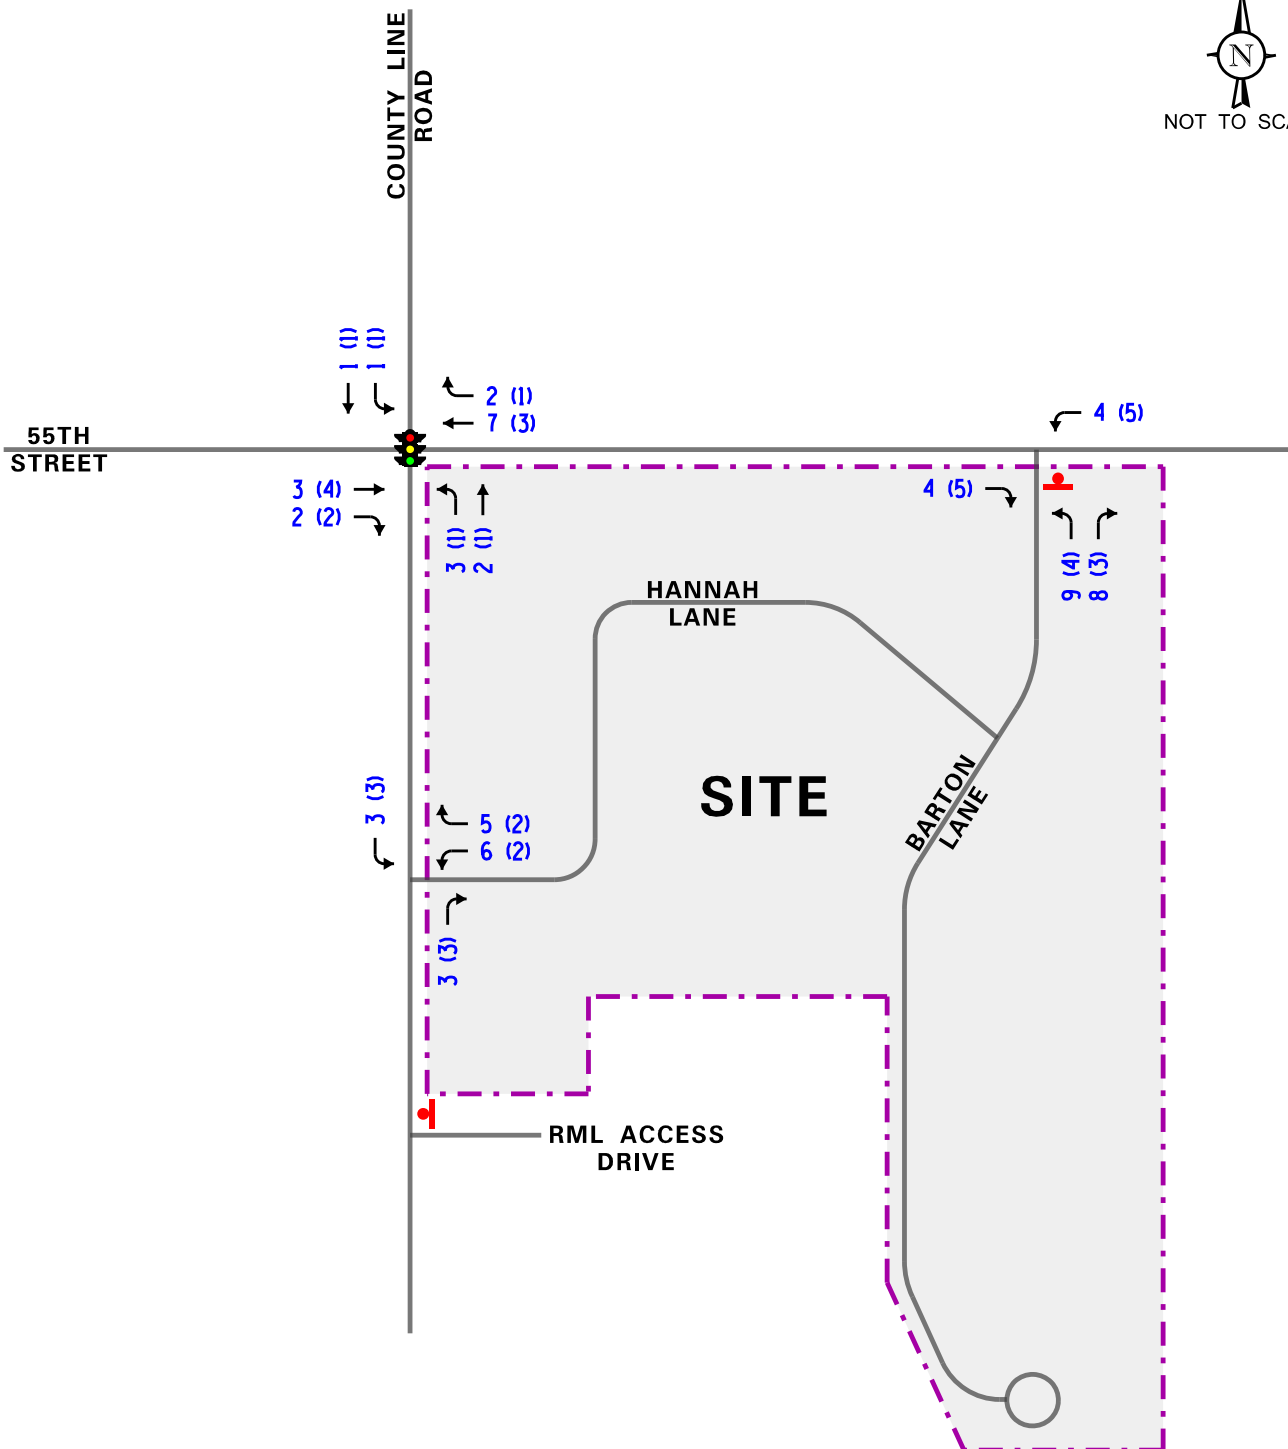 COUNTY LINE
ROAD
N
NOT TO SCA
1 (1)
1 (1)
2 (1)
7 (3)
4 (5)
55TH
STREET
3 (4)
2 (2)
3 (1)
2 (1)
4 (5)
9 (4)
8 (3)
HANNAH
LANE
SITE
BARTON
LANE
3 (3)
5 (2)
6 (2)
3 (3)
RML ACCESS
DRIVE